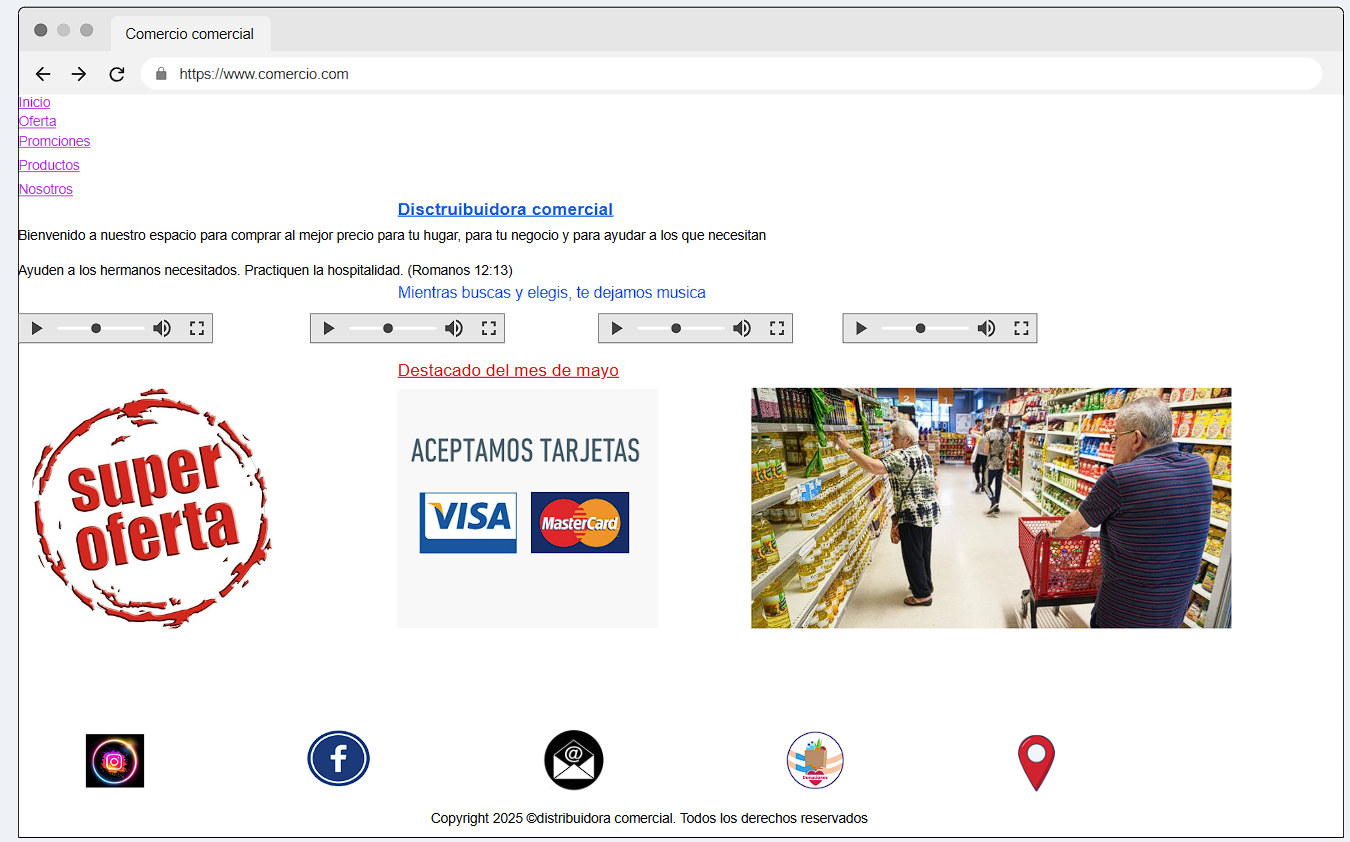 Comercio comercial
https://www.comercio.com
Inicio
Oferta
Promciones
Productos
Nosotros
Disctruibuidora comercial
Bienvenido a nuestro espacio para comprar al mejor precio para tu hugar, para tu negocio y para ayudar a los que necesitan
Ayuden a los hermanos necesitados. Practiquen la hospitalidad. (Romanos 12:13)
Mientras buscas y elegis, te dejamos musica
Destacado del mes de mayo
super
oferta
ACEPTAMOS TARJETAS
VISA
MasterCard
2
1
f
@
Donaciones
Copyright 2025 ©distribuidora comercial. Todos los derechos reservados